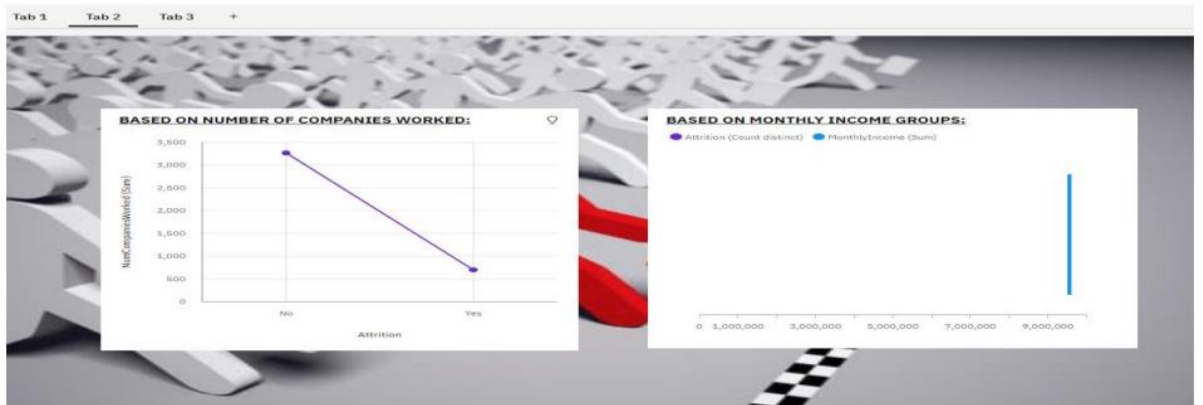 Tab 1 Tab 2 Tab 3 +
BASED ON NUMBER OF COMPANIES WORKED:
3,500
3,000
2,500
2,000
1,500
1,000
500
0
NumCompaniesWorked (Sum)
No Yes
Attrition
BASED ON MONTHLY INCOME GROUPS:
Attrition (Count distinct) MonthlyIncome (Sum)
0 1,000,000 3,000,000 5,000,000 7,000,000 9,000,000